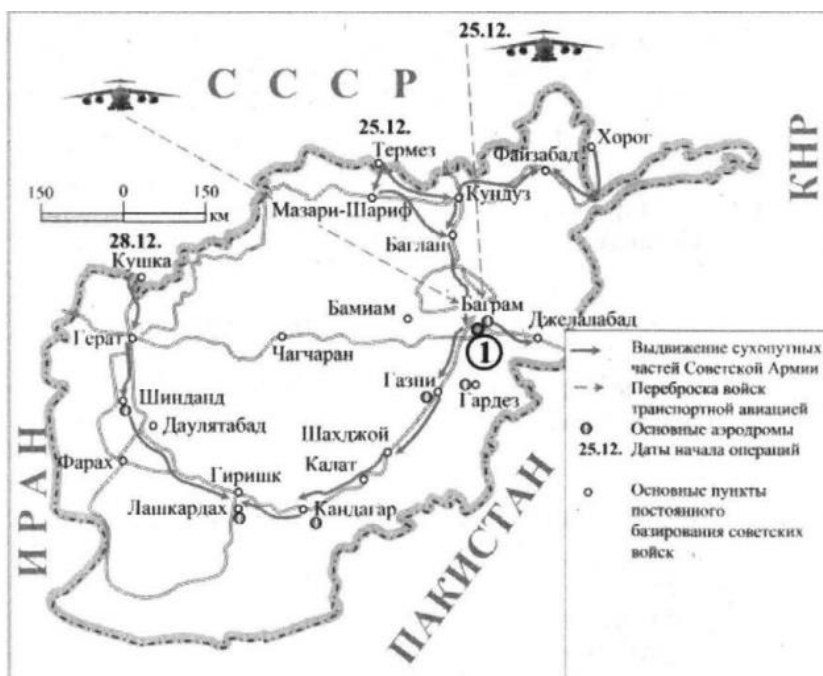 25.12.
С С С Р
25.12.
Термез
Хорог
Файзабад
КНР
150 0 150
км
Мазари-Шариф
Кундуз
28.12.
Кушка
Баглан
Бамиам
Баграм
Джелалабад
Герат
Чагчаран
1
Газни
Гардез
Шинданд
Даулятабад
Шахджой
Калат
Фарах
Гиришк
Лашкардах
Кандагар
ИРАН
ПАКИСТАН
Выдвижение сухопутных
частей Советской Армии
Переброска войск
транспортной авиацией
Основные аэродромы
25.12. Даты начала операций
Основные пункты
постоянного
базирования советских
войск